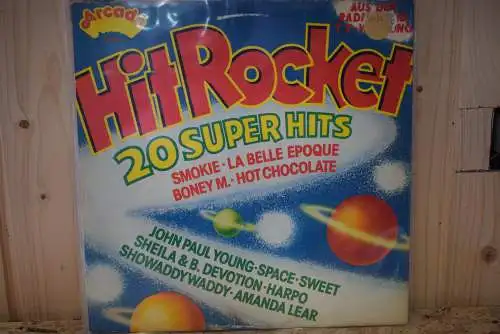 Arcade
AUS DER
HitRocket
20 SUPER HITS
SMOKIE · LA BELLE EPOQUE
BONEY M. · HOT CHOCOLATE
JOHN PAUL YOUNG · SPACE · SWEET
SHEILA & B. DEVOTION · HARPO
SHOWADDYWADDY · AMANDA LEAR